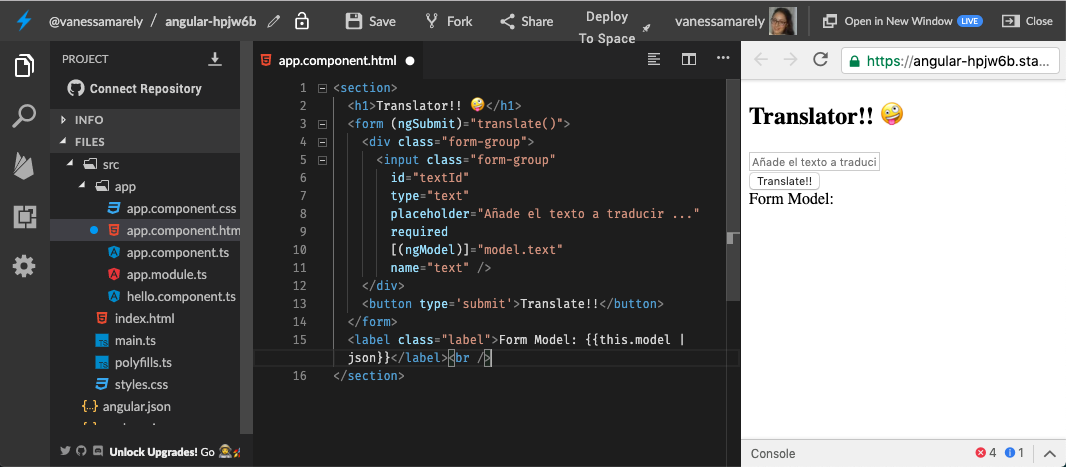 @vanessamarely / angular-hpjw6b Save Fork Share Deploy To Space vanessamarely Open in New Window LIVE Close
PROJECT
Connect Repository
INFO
FILES
src
app
app.component.css
app.component.htm
app.component.ts
app.module.ts
hello.component.ts
index.html
main.ts
polyfills.ts
styles.css
{..} angular.json
Unlock Upgrades! Go
app.component.html
1 <section>
2 <h1>Translator!! 🤪</h1>
3 <form (ngSubmit)="translate()">
4 <div class="form-group">
5 <input class="form-group"
6 id="textId"
7 type="text"
8 placeholder="Añade el texto a traducir ..."
9 required
10 [(ngModel)]="model.text"
11 name="text" />
12 </div>
13 <button type='submit'>Translate!!</button>
14 </form>
15 <label class="label">Form Model: {{this.model |
json}}</label><br />
16 </section>
https://angular-hpjw6b.sta...
Translator!! 🤪
Añade el texto a traduci
Translate!!
Form Model:
Console 4 1